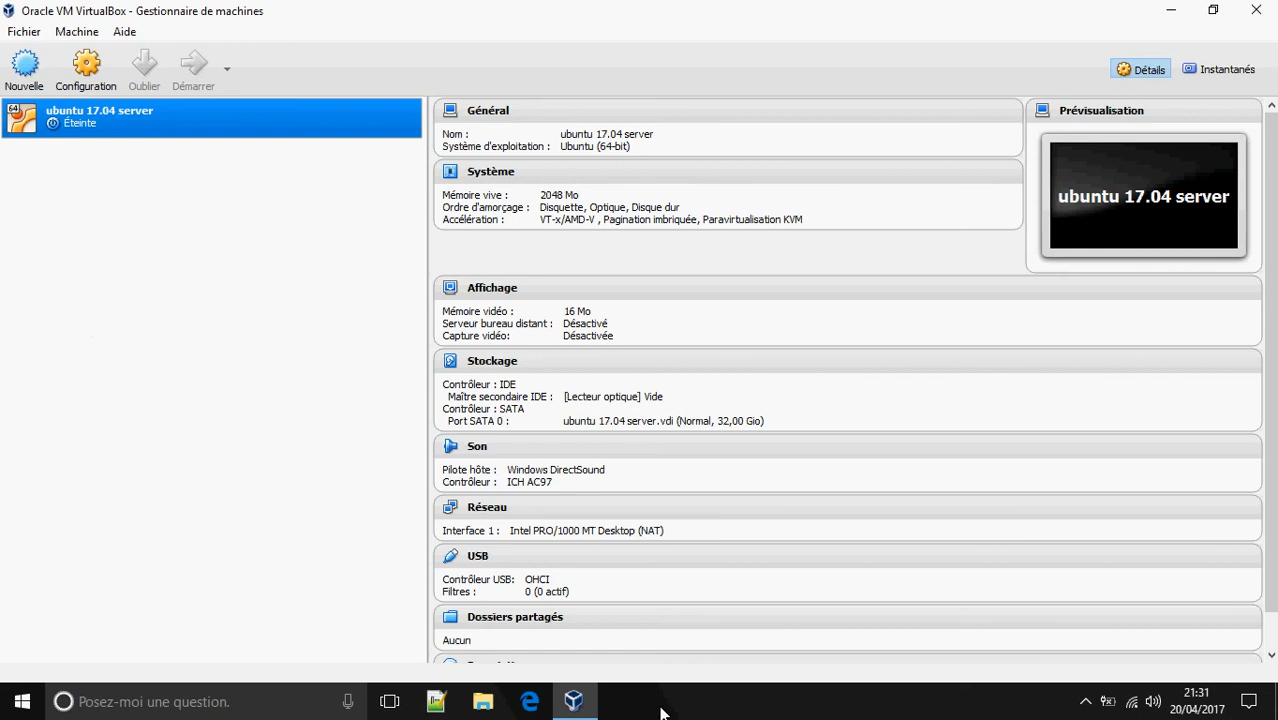 Oracle VM VirtualBox - Gestionnaire de machines
Fichier Machine Aide
Nouvelle Configuration Oublier Démarrer
Détails Instantanés
64
ubuntu 17.04 server
Éteinte
Général
Nom : ubuntu 17.04 server
Système d'exploitation : Ubuntu (64-bit)
Système
Mémoire vive : 2048 Mo
Ordre d'amorçage : Disquette, Optique, Disque dur
Accélération : VT-x/AMD-V , Pagination imbriquée, Paravirtualisation KVM
Prévisualisation
ubuntu 17.04 server
Affichage
Mémoire vidéo : 16 Mo
Serveur bureau distant : Désactivé
Capture vidéo: Désactivée
Stockage
Contrôleur : IDE
Maître secondaire IDE : [Lecteur optique] Vide
Contrôleur : SATA
Port SATA 0 : ubuntu 17.04 server.vdi (Normal, 32,00 Gio)
Son
Pilote hôte : Windows DirectSound
Contrôleur : ICH AC97
Réseau
Interface 1 : Intel PRO/1000 MT Desktop (NAT)
USB
Contrôleur USB: OHCI
Filtres : 0 (0 actif)
Dossiers partagés
Aucun
Posez-moi une question.
21:31
20/04/2017